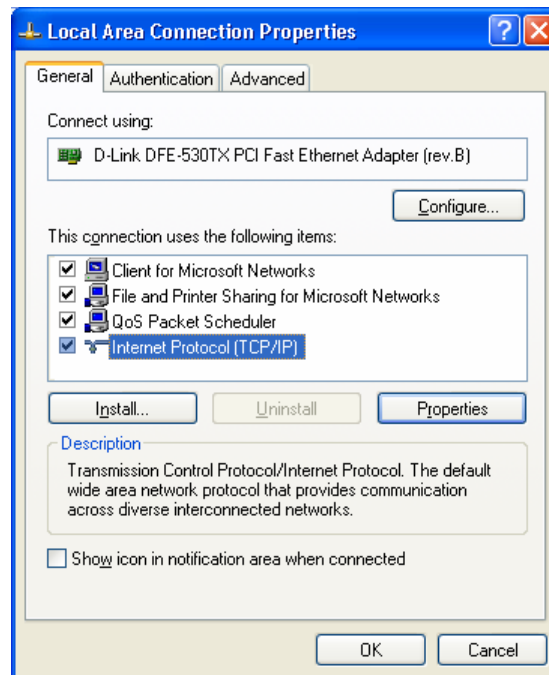 Local Area Connection Properties
General Authentication Advanced
Connect using:
D-Link DFE-530TX PCI Fast Ethernet Adapter (rev.B)
Configure...
This connection uses the following items:
Client for Microsoft Networks
File and Printer Sharing for Microsoft Networks
QoS Packet Scheduler
Internet Protocol (TCP/IP)
Install... Uninstall Properties
Description
Transmission Control Protocol/Internet Protocol. The default
wide area network protocol that provides communication
across diverse interconnected networks.
Show icon in notification area when connected
OK Cancel